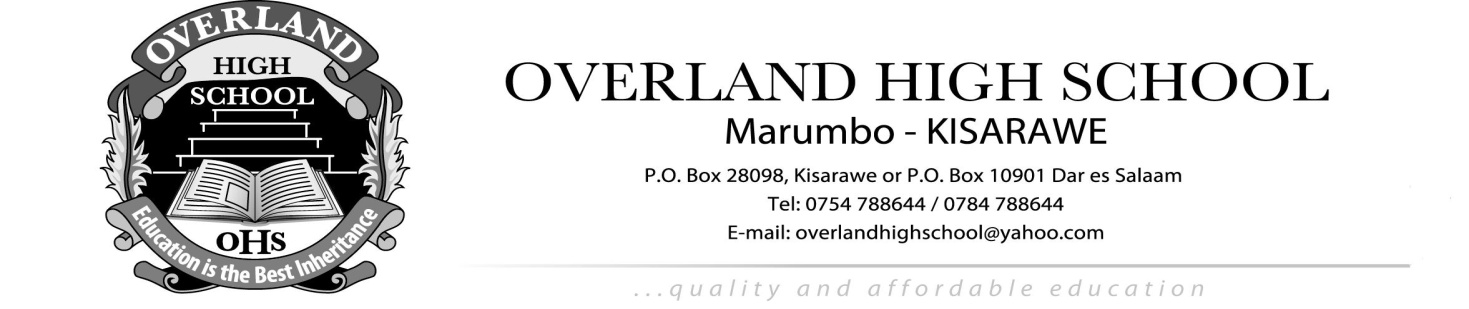 OVERLAND
HIGH
SCHOOL
OHS
Education is the Best Inheritance
OVERLAND HIGH SCHOOL
Marumbo - KISARAWE
P.O. Box 28098, Kisarawe or P.O. Box 10901 Dar es Salaam
Tel: 0754 788644 / 0784 788644
E-mail: overlandhighschool@yahoo.com
...quality and affordable education